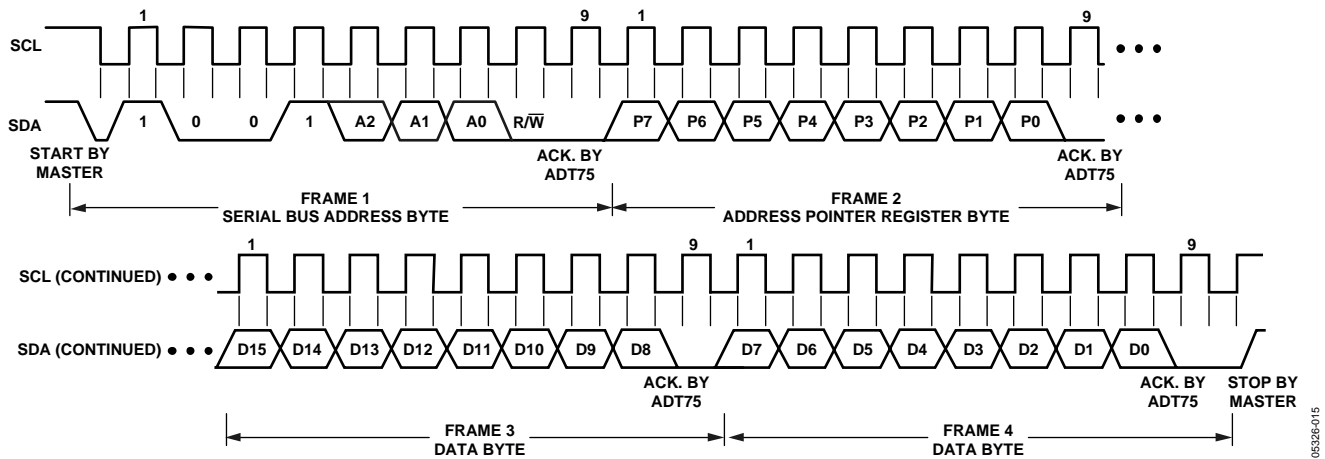 1 9 1 9
SCL
SDA
1 0 0 1 A2 A1 A0 R/W̅ P7 P6 P5 P4 P3 P2 P1 P0
START BY
MASTER
ACK. BY
ADT75
ACK. BY
ADT75
FRAME 1
SERIAL BUS ADDRESS BYTE
FRAME 2
ADDRESS POINTER REGISTER BYTE
1 9 1 9
SCL (CONTINUED)
SDA (CONTINUED)
D15 D14 D13 D12 D11 D10 D9 D8 D7 D6 D5 D4 D3 D2 D1 D0
ACK. BY
ADT75
ACK. BY
ADT75
STOP BY
MASTER
FRAME 3
DATA BYTE
FRAME 4
DATA BYTE
05326-015